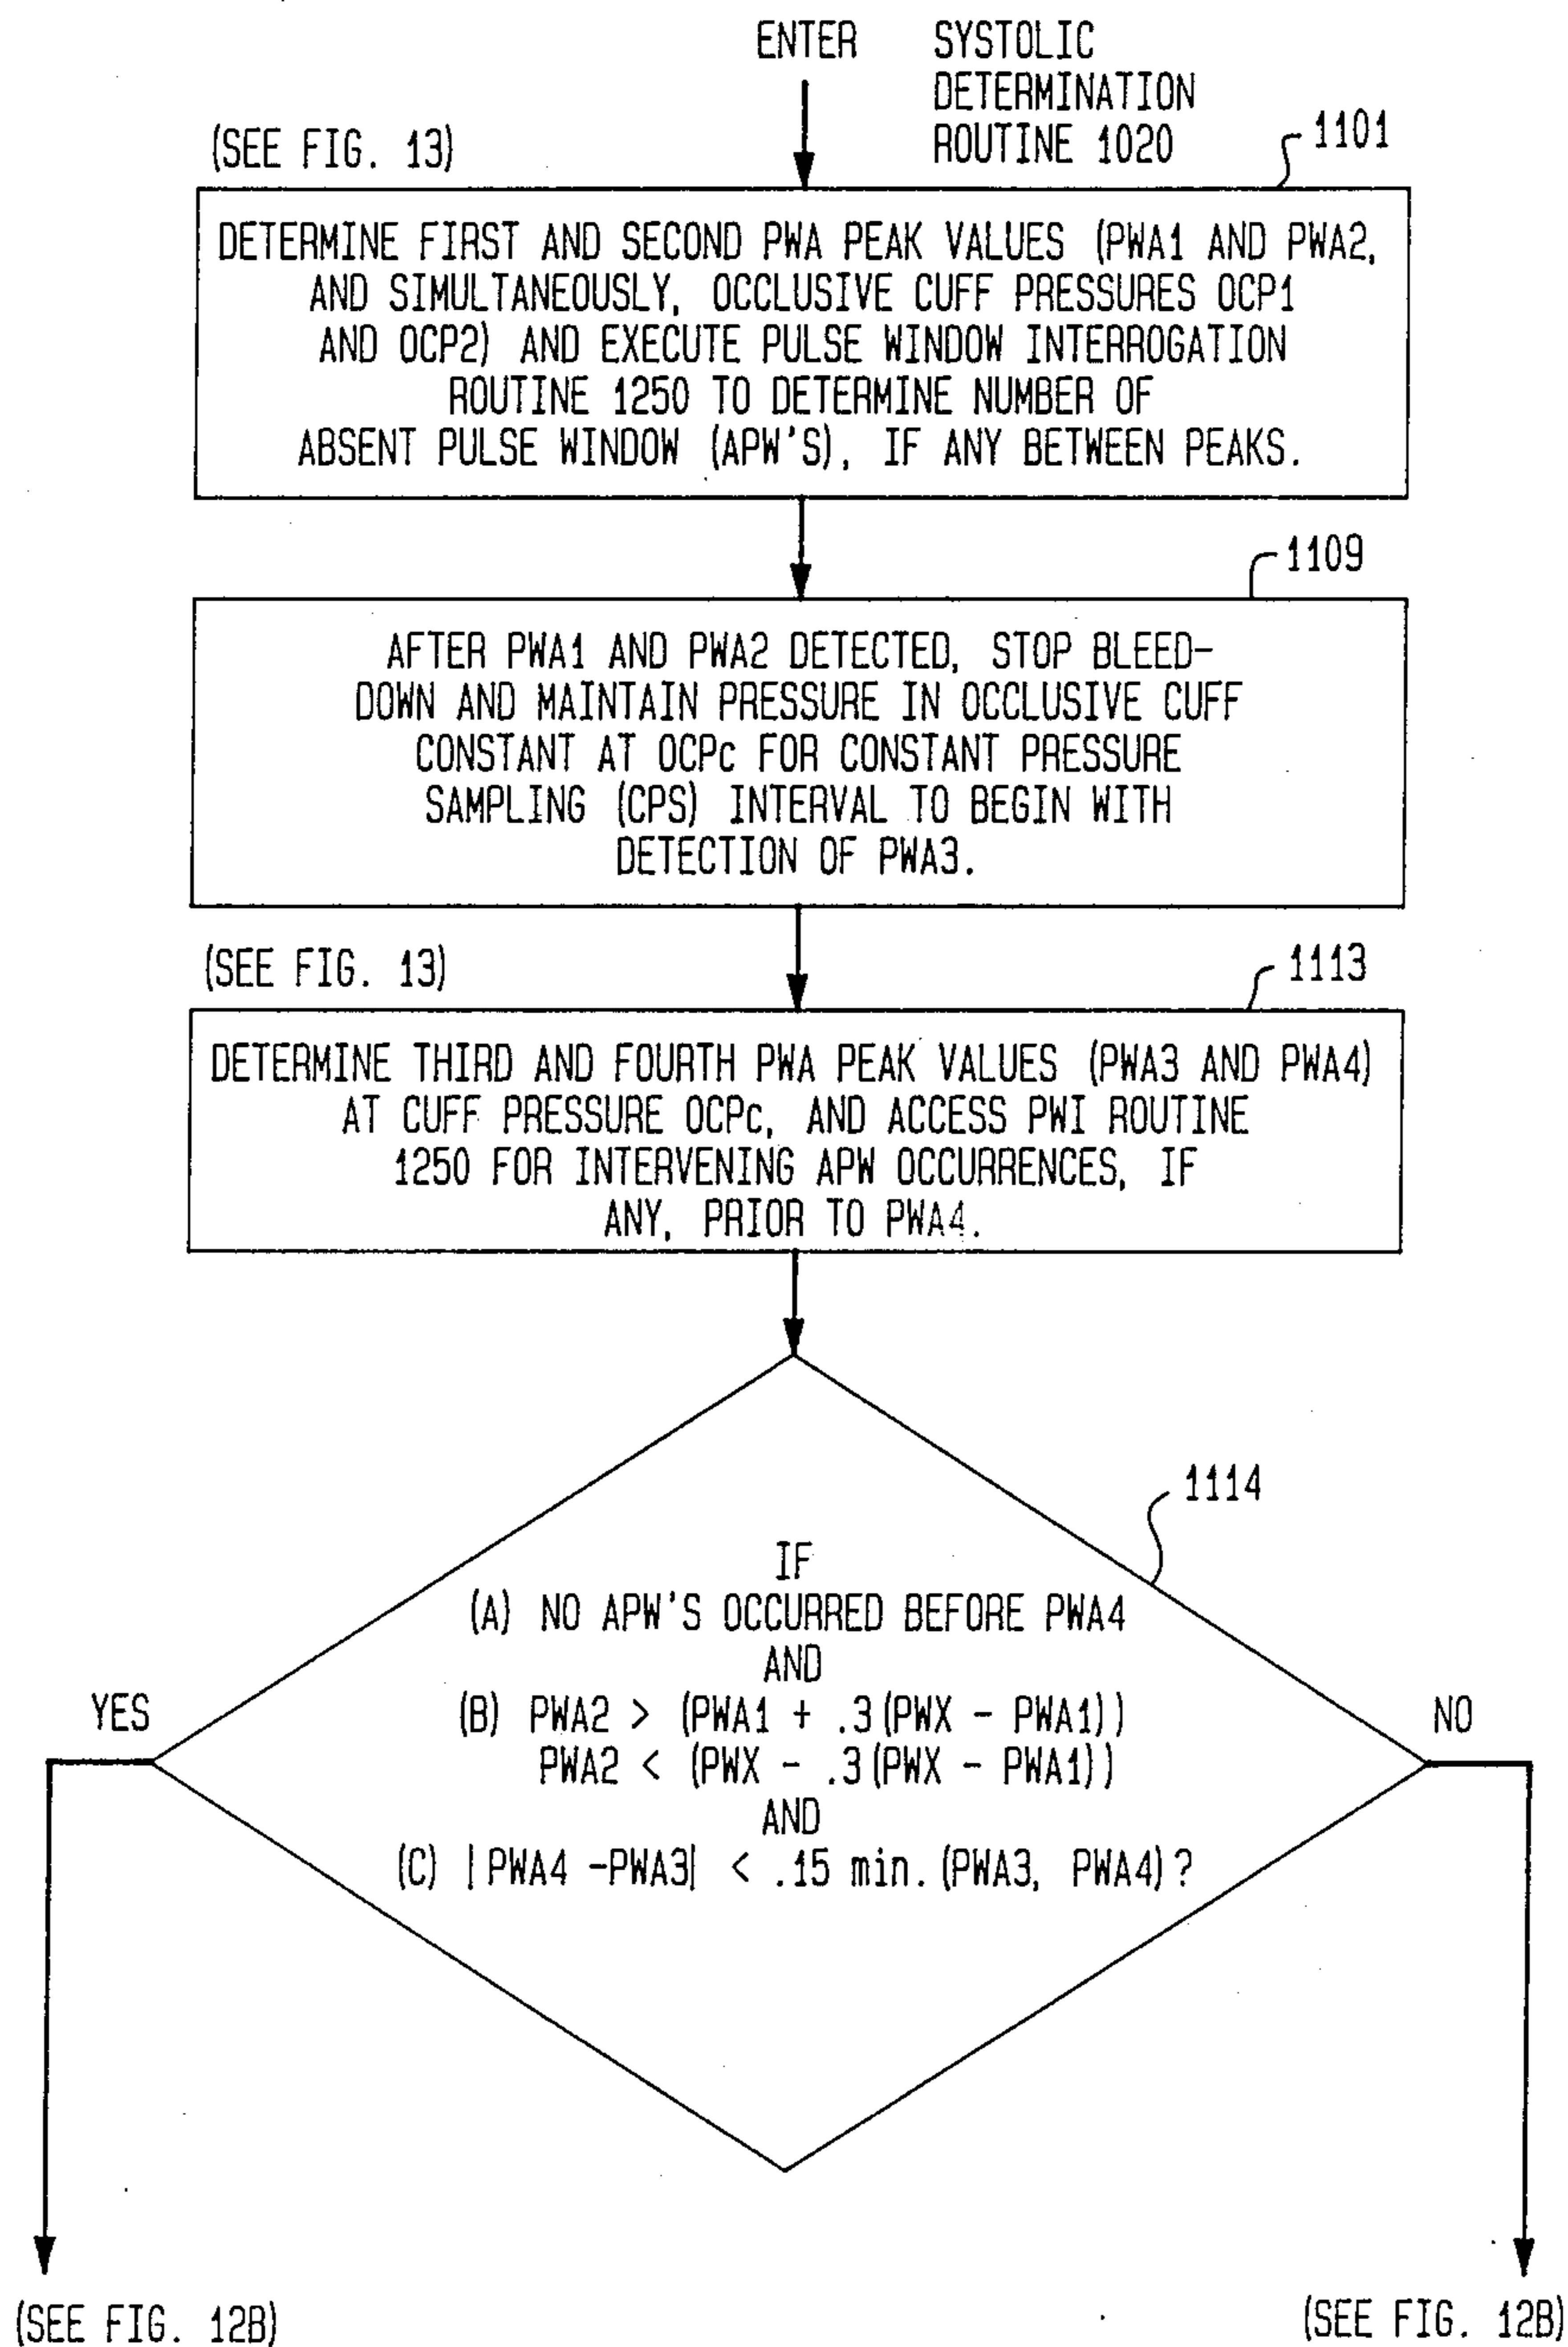 ENTER
SYSTOLIC
DETERMINATION
ROUTINE 1020
(SEE FIG. 13)
1101
DETERMINE FIRST AND SECOND PWA PEAK VALUES (PWA1 AND PWA2,
AND SIMULTANEOUSLY, OCCLUSIVE CUFF PRESSURES OCP1
AND OCP2) AND EXECUTE PULSE WINDOW INTERROGATION
ROUTINE 1250 TO DETERMINE NUMBER OF
ABSENT PULSE WINDOW (APW'S), IF ANY BETWEEN PEAKS.
1109
AFTER PWA1 AND PWA2 DETECTED, STOP BLEED-
DOWN AND MAINTAIN PRESSURE IN OCCLUSIVE CUFF
CONSTANT AT OCPc FOR CONSTANT PRESSURE
SAMPLING (CPS) INTERVAL TO BEGIN WITH
DETECTION OF PWA3.
(SEE FIG. 13)
1113
DETERMINE THIRD AND FOURTH PWA PEAK VALUES (PWA3 AND PWA4)
AT CUFF PRESSURE OCPc, AND ACCESS PWI ROUTINE
1250 FOR INTERVENING APW OCCURRENCES, IF
ANY, PRIOR TO PWA4.
1114
IF
(A) NO APW'S OCCURRED BEFORE PWA4
AND
(B) PWA2 > (PWA1 + .3(PWX - PWA1))
PWA2 < (PWX - .3(PWX - PWA1))
AND
(C) |PWA4 -PWA3| < .15 min.(PWA3, PWA4)?
YES
NO
(SEE FIG. 12B)
(SEE FIG. 12B)